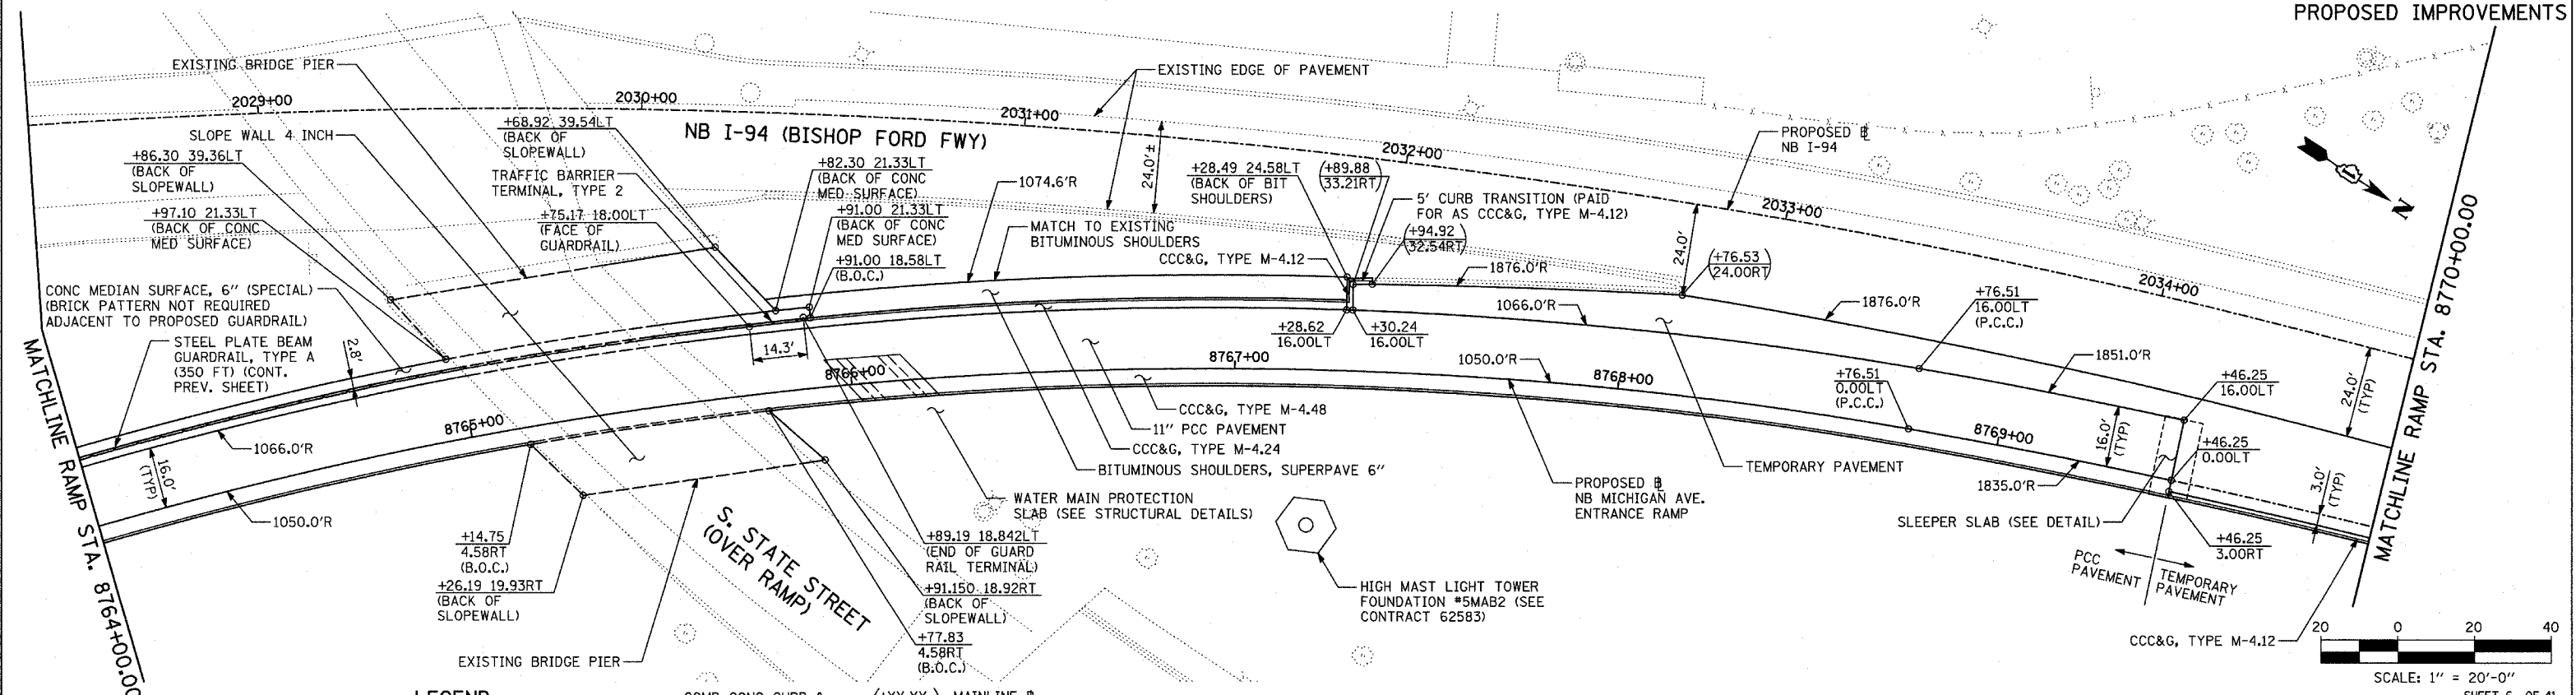 PROPOSED IMPROVEMENTS
EXISTING BRIDGE PIER
EXISTING EDGE OF PAVEMENT
2029+00
2030+00
2031+00
2032+00
2033+00
2034+00
NB I-94 (BISHOP FORD FWY)
PROPOSED ℄
NB I-94
SLOPE WALL 4 INCH
+86.30 39.36LT
(BACK OF
SLOPEWALL)
+97.10 21.33LT
(BACK OF CONC
MED SURFACE)
+68.92 39.54LT
(BACK OF
SLOPEWALL)
TRAFFIC BARRIER
TERMINAL, TYPE 2
+75.17 18.00LT
(FACE OF
GUARDRAIL)
+82.30 21.33LT
(BACK OF CONC
MED SURFACE)
+91.00 21.33LT
(BACK OF CONC
MED SURFACE)
+91.00 18.58LT
(B.O.C.)
1074.6'R
24.0'±
MATCH TO EXISTING
BITUMINOUS SHOULDERS
CCC&G, TYPE M-4.12
+28.49 24.58LT
(BACK OF BIT
SHOULDERS)
(+89.88
33.21RT)
5' CURB TRANSITION (PAID
FOR AS CCC&G, TYPE M-4.12)
(+94.92
32.54RT)
1876.0'R
24.0'
(+76.53
24.00RT)
1066.0'R
1876.0'R
+76.51
16.00LT
(P.C.C.)
1851.0'R
+46.25
16.00LT
24.0'
(TYP)
N
MATCHLINE RAMP STA. 8770+00.00
CONC MEDIAN SURFACE, 6" (SPECIAL)
(BRICK PATTERN NOT REQUIRED
ADJACENT TO PROPOSED GUARDRAIL)
STEEL PLATE BEAM
GUARDRAIL, TYPE A
(350 FT) (CONT.
PREV. SHEET)
2.8'
14.3'
+28.62
16.00LT
+30.24
16.00LT
8765+00
8766+00
8767+00
8768+00
8769+00
1050.0'R
+76.51
0.00LT
(P.C.C.)
16.0'
(TYP)
+46.25
0.00LT
1835.0'R
3.0'
(TYP)
MATCHLINE RAMP STA. 8764+00.00
16.0'
(TYP)
1066.0'R
1050.0'R
CCC&G, TYPE M-4.48
11" PCC PAVEMENT
CCC&G, TYPE M-4.24
BITUMINOUS SHOULDERS, SUPERPAVE 6"
WATER MAIN PROTECTION
SLAB (SEE STRUCTURAL DETAILS)
TEMPORARY PAVEMENT
PROPOSED ℄
NB MICHIGAN AVE.
ENTRANCE RAMP
SLEEPER SLAB (SEE DETAIL)
+46.25
3.00RT
PCC
PAVEMENT
TEMPORARY
PAVEMENT
+14.75
4.58RT
(B.O.C.)
+26.19 19.93RT
(BACK OF
SLOPEWALL)
S. STATE STREET
(OVER RAMP)
+89.19 18.842LT
(END OF GUARD
RAIL TERMINAL)
+91.150 18.92RT
(BACK OF
SLOPEWALL)
+77.83
4.58RT
(B.O.C.)
EXISTING BRIDGE PIER
HIGH MAST LIGHT TOWER
FOUNDATION #5MAB2 (SEE
CONTRACT 62583)
CCC&G, TYPE M-4.12
20 0 20 40
SCALE: 1" = 20'-0"
LEGEND